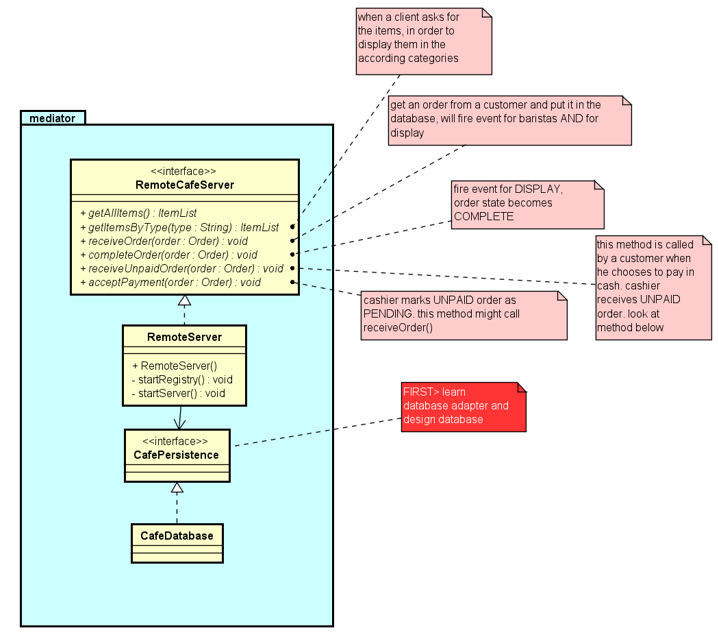 when a client asks for
the items, in order to
display them in the
according categories
get an order from a customer and put it in the
database, will fire event for baristas AND for
display
mediator
<<interface>>
RemoteCafeServer
+ getAllItems() : ItemList
+ getItemsByType(type : String) : ItemList
+ receiveOrder(order : Order) : void
+ completeOrder(order : Order) : void
+ receiveUnpaidOrder(order : Order) : void
+ acceptPayment(order : Order) : void
fire event for DISPLAY,
order state becomes
COMPLETE
this method is called
by a customer when
he chooses to pay in
cash. cashier
receives UNPAID
order. look at
method below
cashier marks UNPAID order as
PENDING. this method might call
receiveOrder()
RemoteServer
+ RemoteServer()
- startRegistry() : void
- startServer() : void
FIRST> learn
database adapter and
design database
<<interface>>
CafePersistence
CafeDatabase